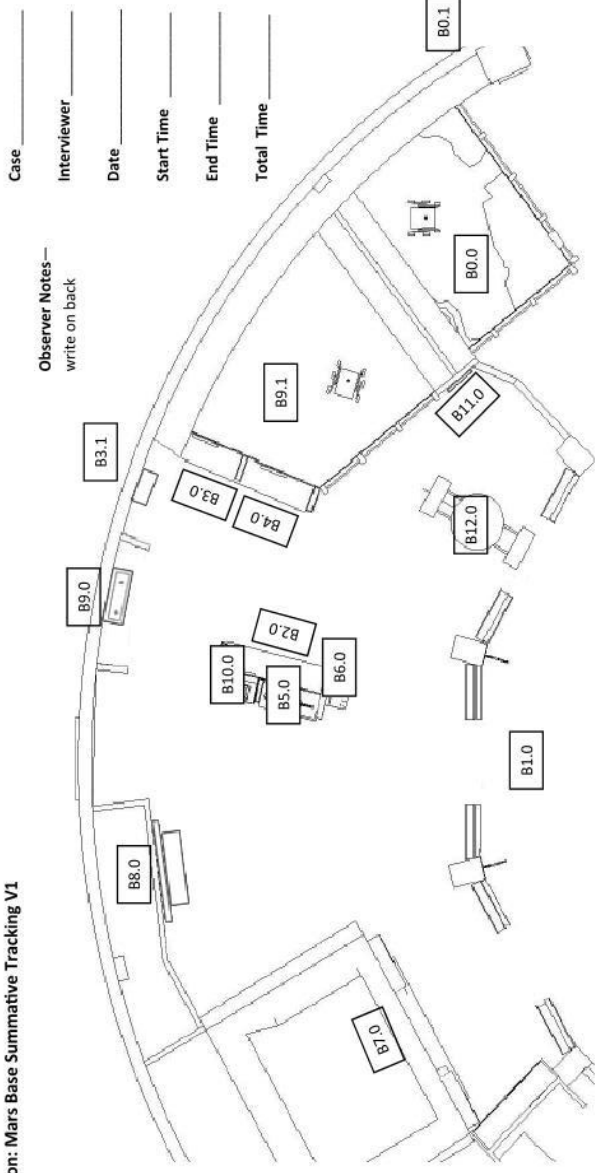 on: Mars Base Summative Tracking V1
Case
Interviewer
Date
Start Time
End Time
Total Time
Observer Notes—
write on back
B0.1
B0.0
B9.1
B11.0
B3.1
B3.0
B4.0
B12.0
B9.0
B2.0
B10.0
B5.0
B6.0
B1.0
B8.0
B7.0